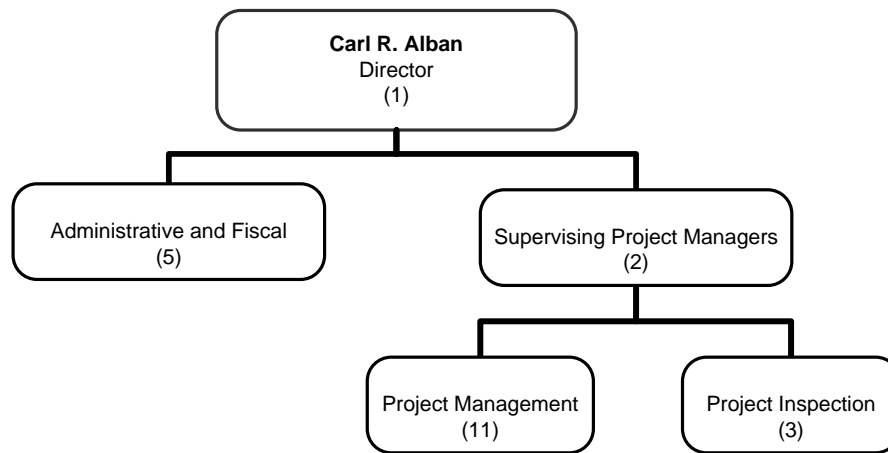 Carl R. Alban
Director
(1)
Administrative and Fiscal
(5)
Supervising Project Managers
(2)
Project Management
(11)
Project Inspection
(3)